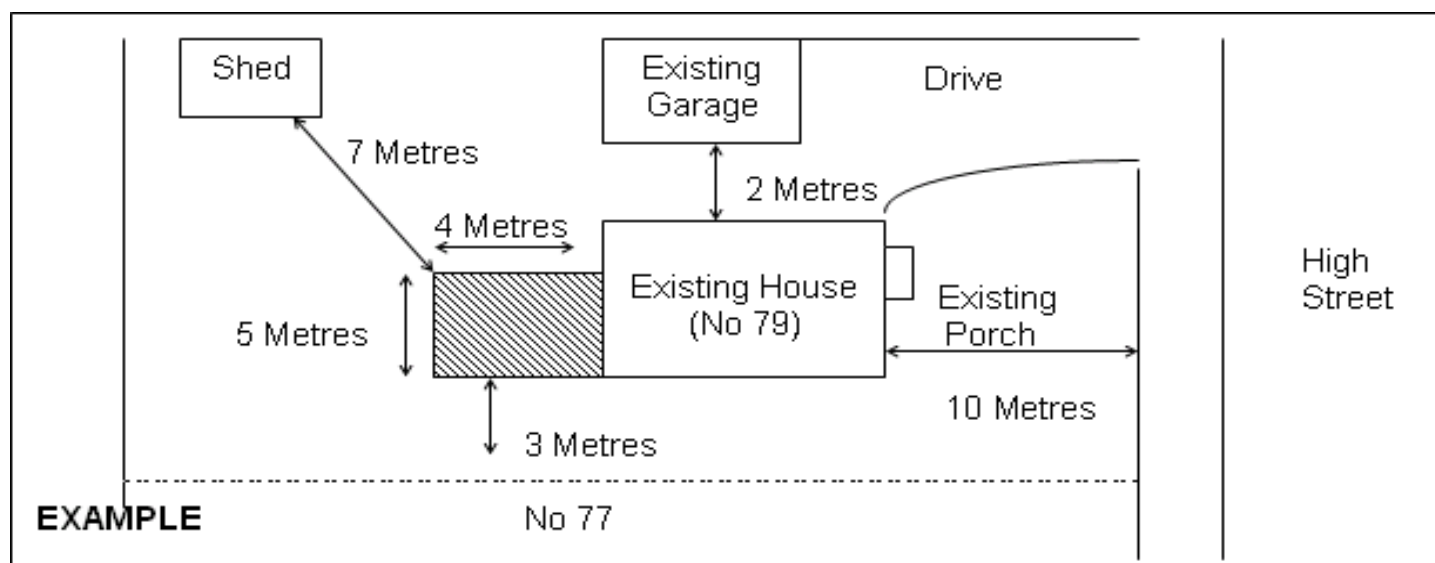 Shed
Existing
Garage
Drive
7 Metres
2 Metres
4 Metres
Existing House
(No 79)
High
Street
5 Metres
Existing
Porch
10 Metres
3 Metres
EXAMPLE
No 77